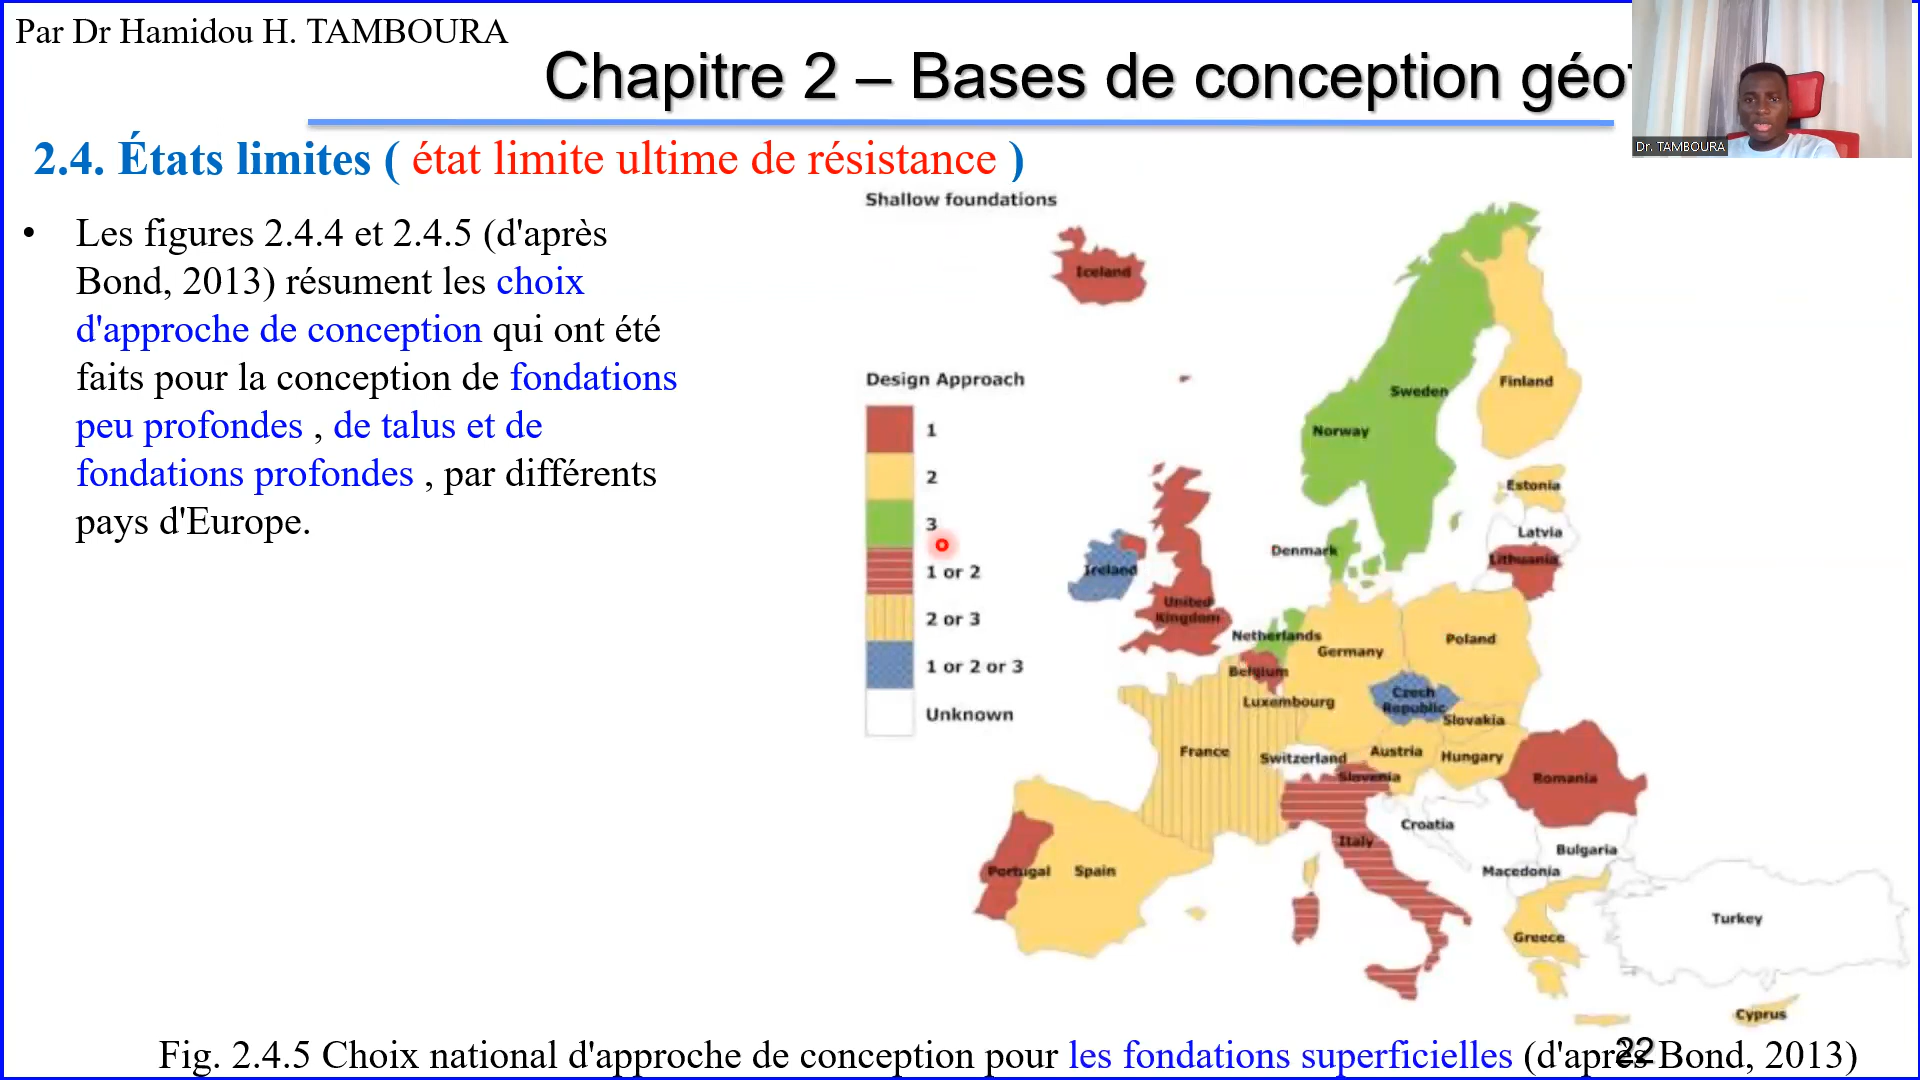 Par Dr Hamidou H. TAMBOURA
Chapitre 2 – Bases de conception géo
Dr. TAMBOURA
2.4. États limites ( état limite ultime de résistance )
• Les figures 2.4.4 et 2.4.5 (d'après
Bond, 2013) résument les choix
d'approche de conception qui ont été
faits pour la conception de fondations
peu profondes , de talus et de
fondations profondes , par différents
pays d'Europe.
Shallow foundations
Design Approach
1
2
3
1 or 2
2 or 3
1 or 2 or 3
Unknown
Iceland
Sweden
Finland
Norway
Estonia
Latvia
Denmark
Lithuania
Ireland
United
Kingdom
Netherlands
Germany
Poland
Belgium
Luxembourg
Czech
Republic
Slovakia
France
Switzerland
Austria
Hungary
Slovenia
Romania
Croatia
Italy
Bulgaria
Portugal
Spain
Macedonia
Turkey
Greece
Cyprus
Fig. 2.4.5 Choix national d'approche de conception pour les fondations superficielles (d'après Bond, 2013)
22